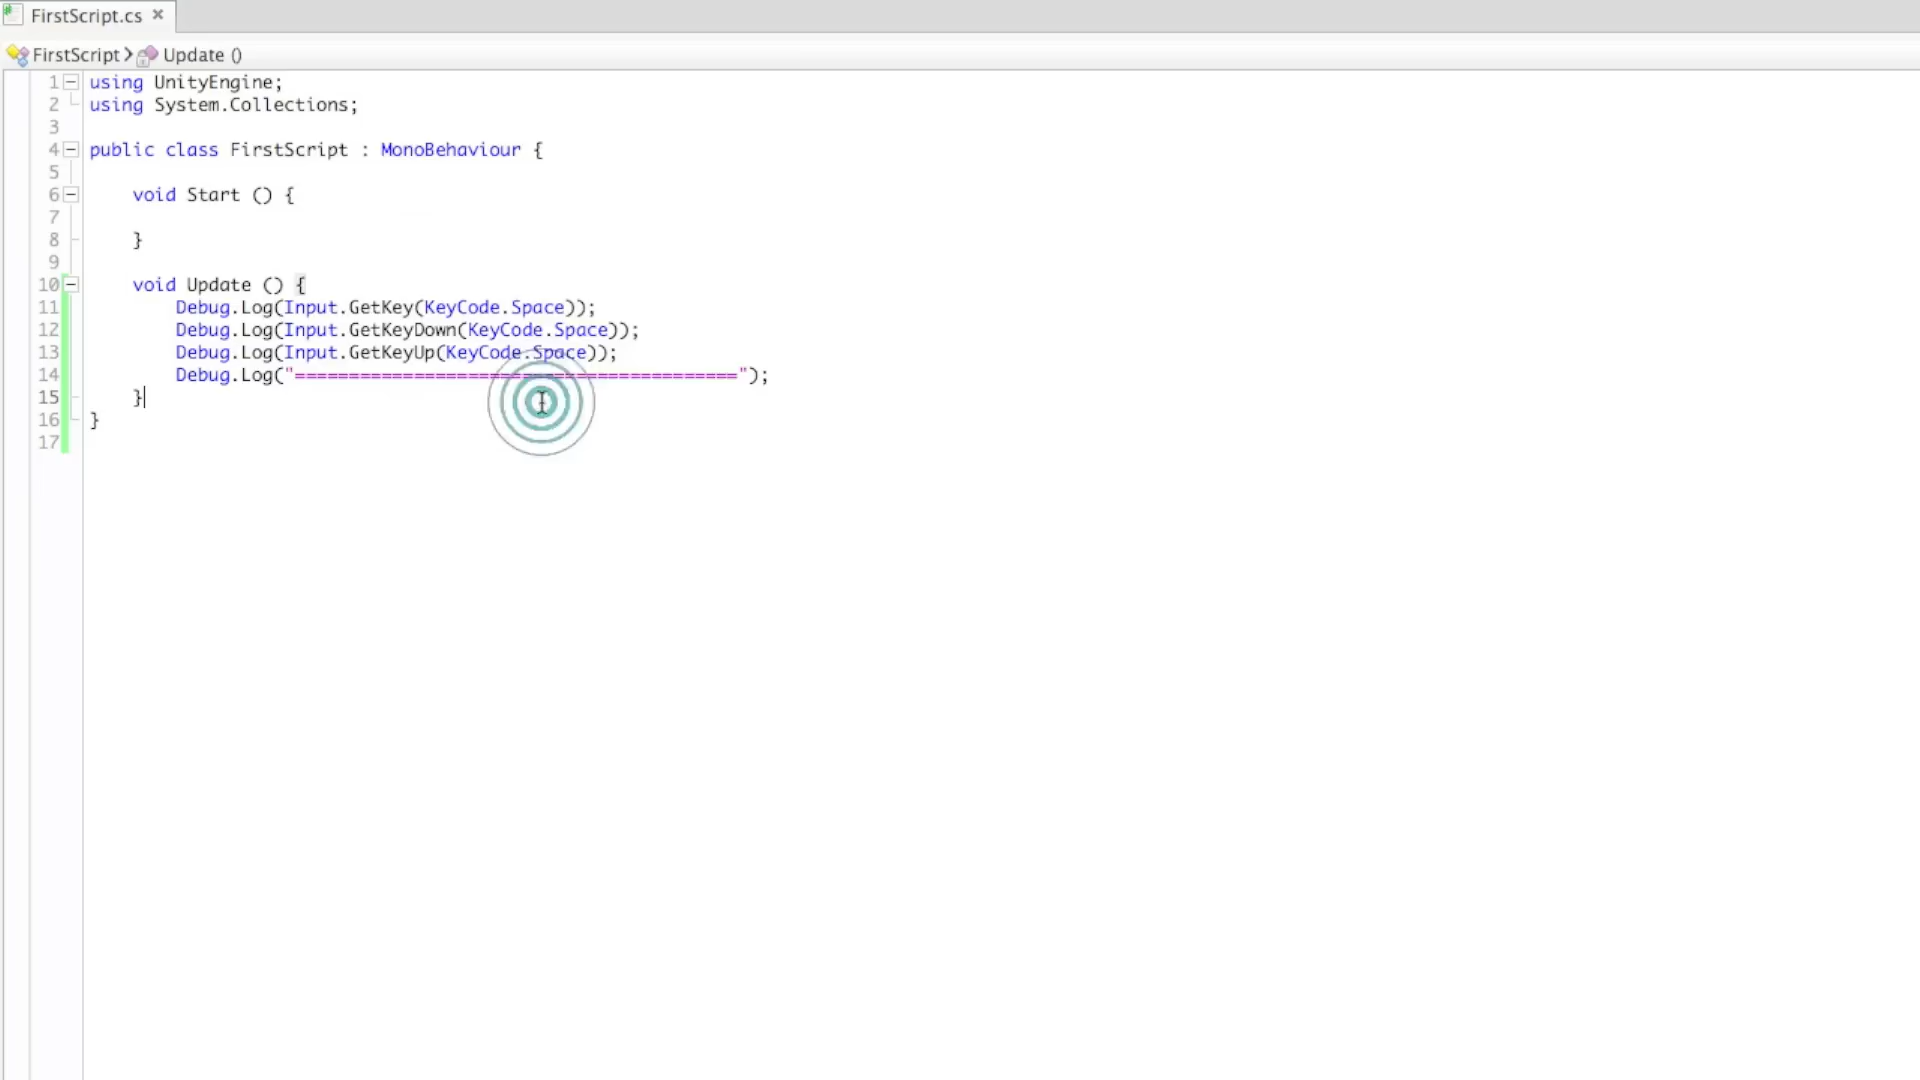 FirstScript.cs
FirstScript Update ()
1 using UnityEngine;
2 using System.Collections;
3
4 public class FirstScript : MonoBehaviour {
5
6 void Start () {
7
8 }
9
10 void Update () {
11 Debug.Log(Input.GetKey(KeyCode.Space));
12 Debug.Log(Input.GetKeyDown(KeyCode.Space));
13 Debug.Log(Input.GetKeyUp(KeyCode.Space));
14 Debug.Log("=========================================");
15 }
16 }
17